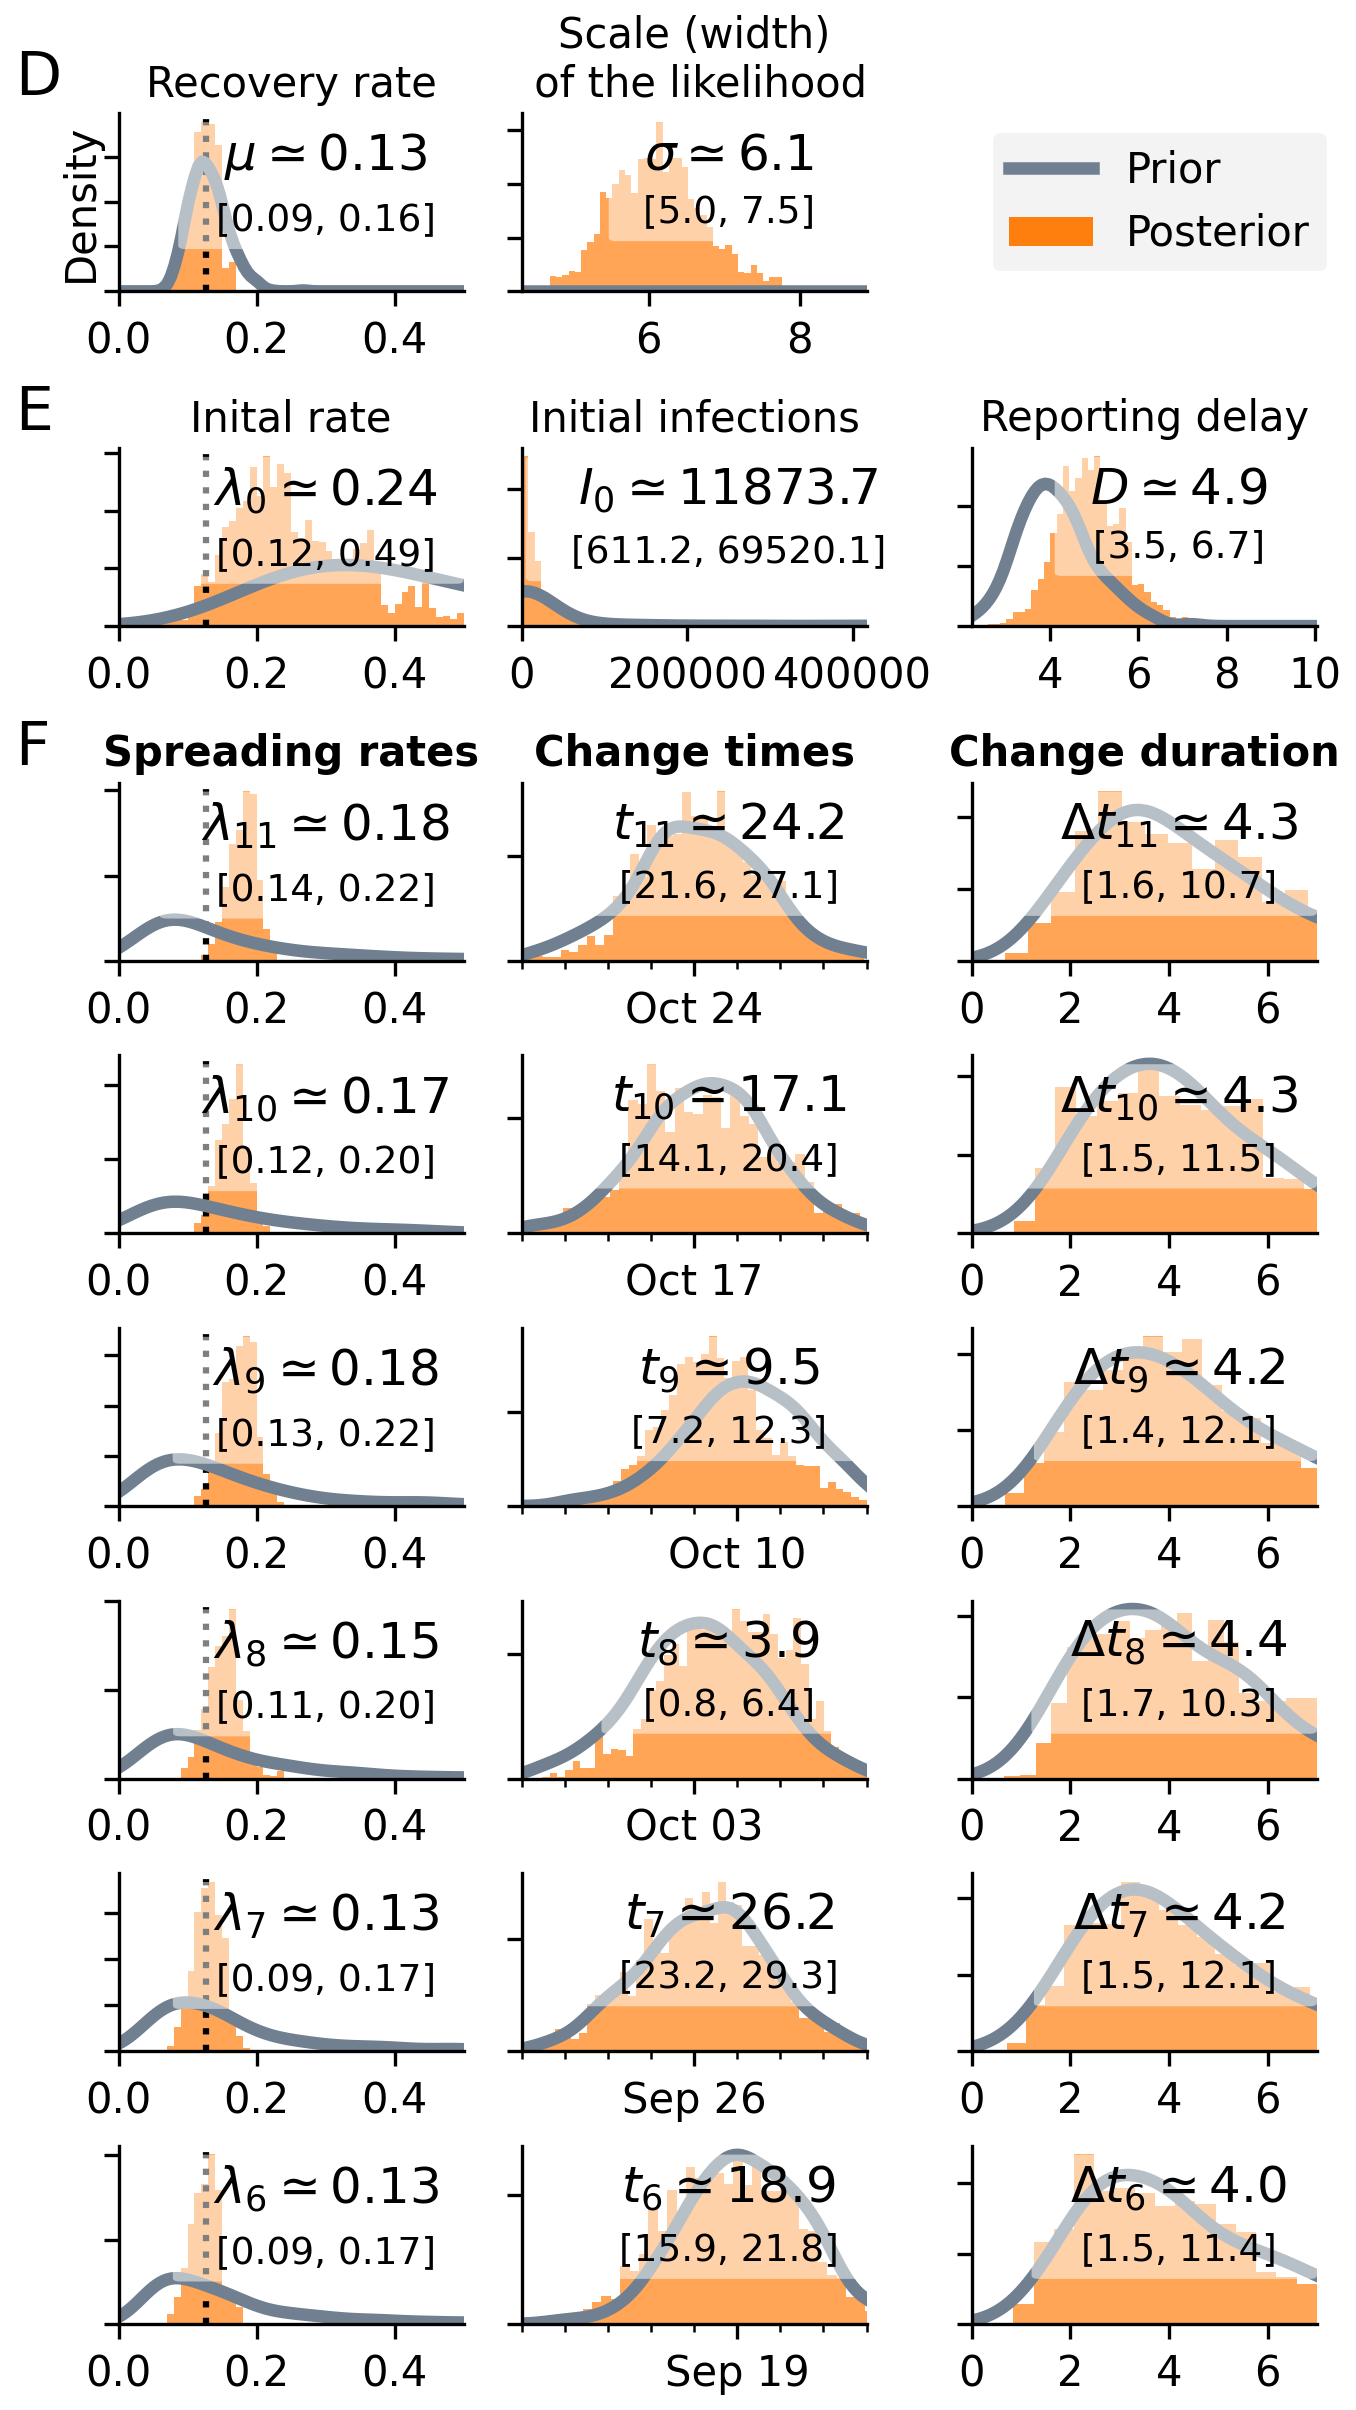 D
Recovery rate
Scale (width)
of the likelihood
Density
μ ≃ 0.13
[0.09, 0.16]
0.0 0.2 0.4
σ ≃ 6.1
[5.0, 7.5]
6 8
Prior
Posterior
E
Inital rate
λ0 ≃ 0.24
[0.12, 0.49]
0.0 0.2 0.4
Initial infections
I0 ≃ 11873.7
[611.2, 69520.1]
0 200000 400000
Reporting delay
D ≃ 4.9
[3.5, 6.7]
4 6 8 10
F
Spreading rates
Change times
Change duration
λ11 ≃ 0.18
[0.14, 0.22]
0.0 0.2 0.4
t11 ≃ 24.2
[21.6, 27.1]
Oct 24
Δt11 ≃ 4.3
[1.6, 10.7]
0 2 4 6
λ10 ≃ 0.17
[0.12, 0.20]
0.0 0.2 0.4
t10 ≃ 17.1
[14.1, 20.4]
Oct 17
Δt10 ≃ 4.3
[1.5, 11.5]
0 2 4 6
λ9 ≃ 0.18
[0.13, 0.22]
0.0 0.2 0.4
t9 ≃ 9.5
[7.2, 12.3]
Oct 10
Δt9 ≃ 4.2
[1.4, 12.1]
0 2 4 6
λ8 ≃ 0.15
[0.11, 0.20]
0.0 0.2 0.4
t8 ≃ 3.9
[0.8, 6.4]
Oct 03
Δt8 ≃ 4.4
[1.7, 10.3]
0 2 4 6
λ7 ≃ 0.13
[0.09, 0.17]
0.0 0.2 0.4
t7 ≃ 26.2
[23.2, 29.3]
Sep 26
Δt7 ≃ 4.2
[1.5, 12.1]
0 2 4 6
λ6 ≃ 0.13
[0.09, 0.17]
0.0 0.2 0.4
t6 ≃ 18.9
[15.9, 21.8]
Sep 19
Δt6 ≃ 4.0
[1.5, 11.4]
0 2 4 6